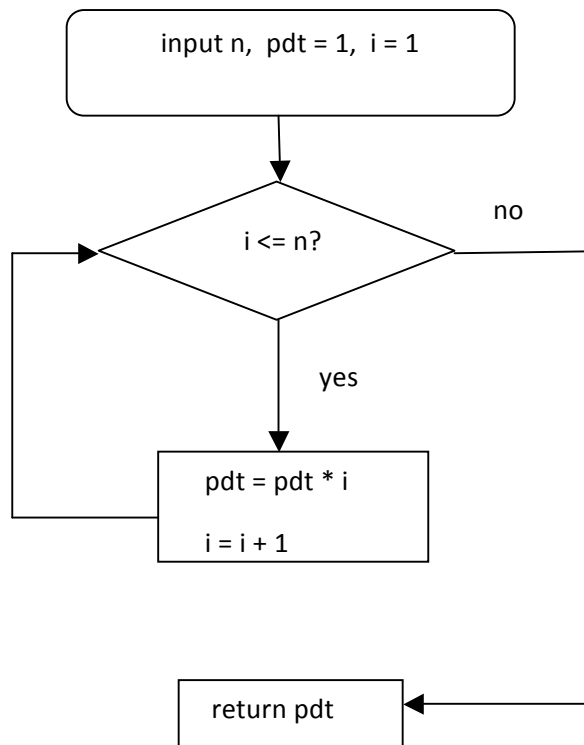 input n,  pdt = 1,  i = 1
no
i <= n?
yes
pdt = pdt * i
i = i + 1
return pdt